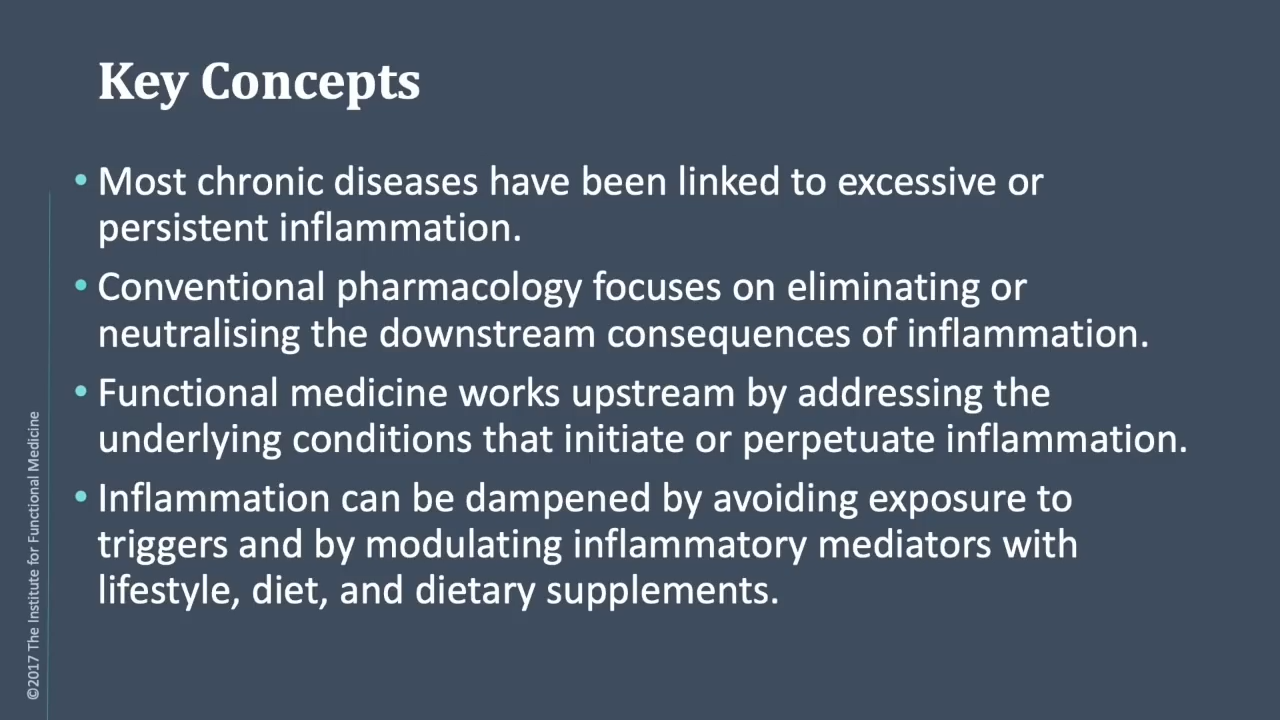 Key Concepts
• Most chronic diseases have been linked to excessive or
persistent inflammation.
• Conventional pharmacology focuses on eliminating or
neutralising the downstream consequences of inflammation.
• Functional medicine works upstream by addressing the
underlying conditions that initiate or perpetuate inflammation.
• Inflammation can be dampened by avoiding exposure to
triggers and by modulating inflammatory mediators with
lifestyle, diet, and dietary supplements.
©2017 The Institute for Functional Medicine